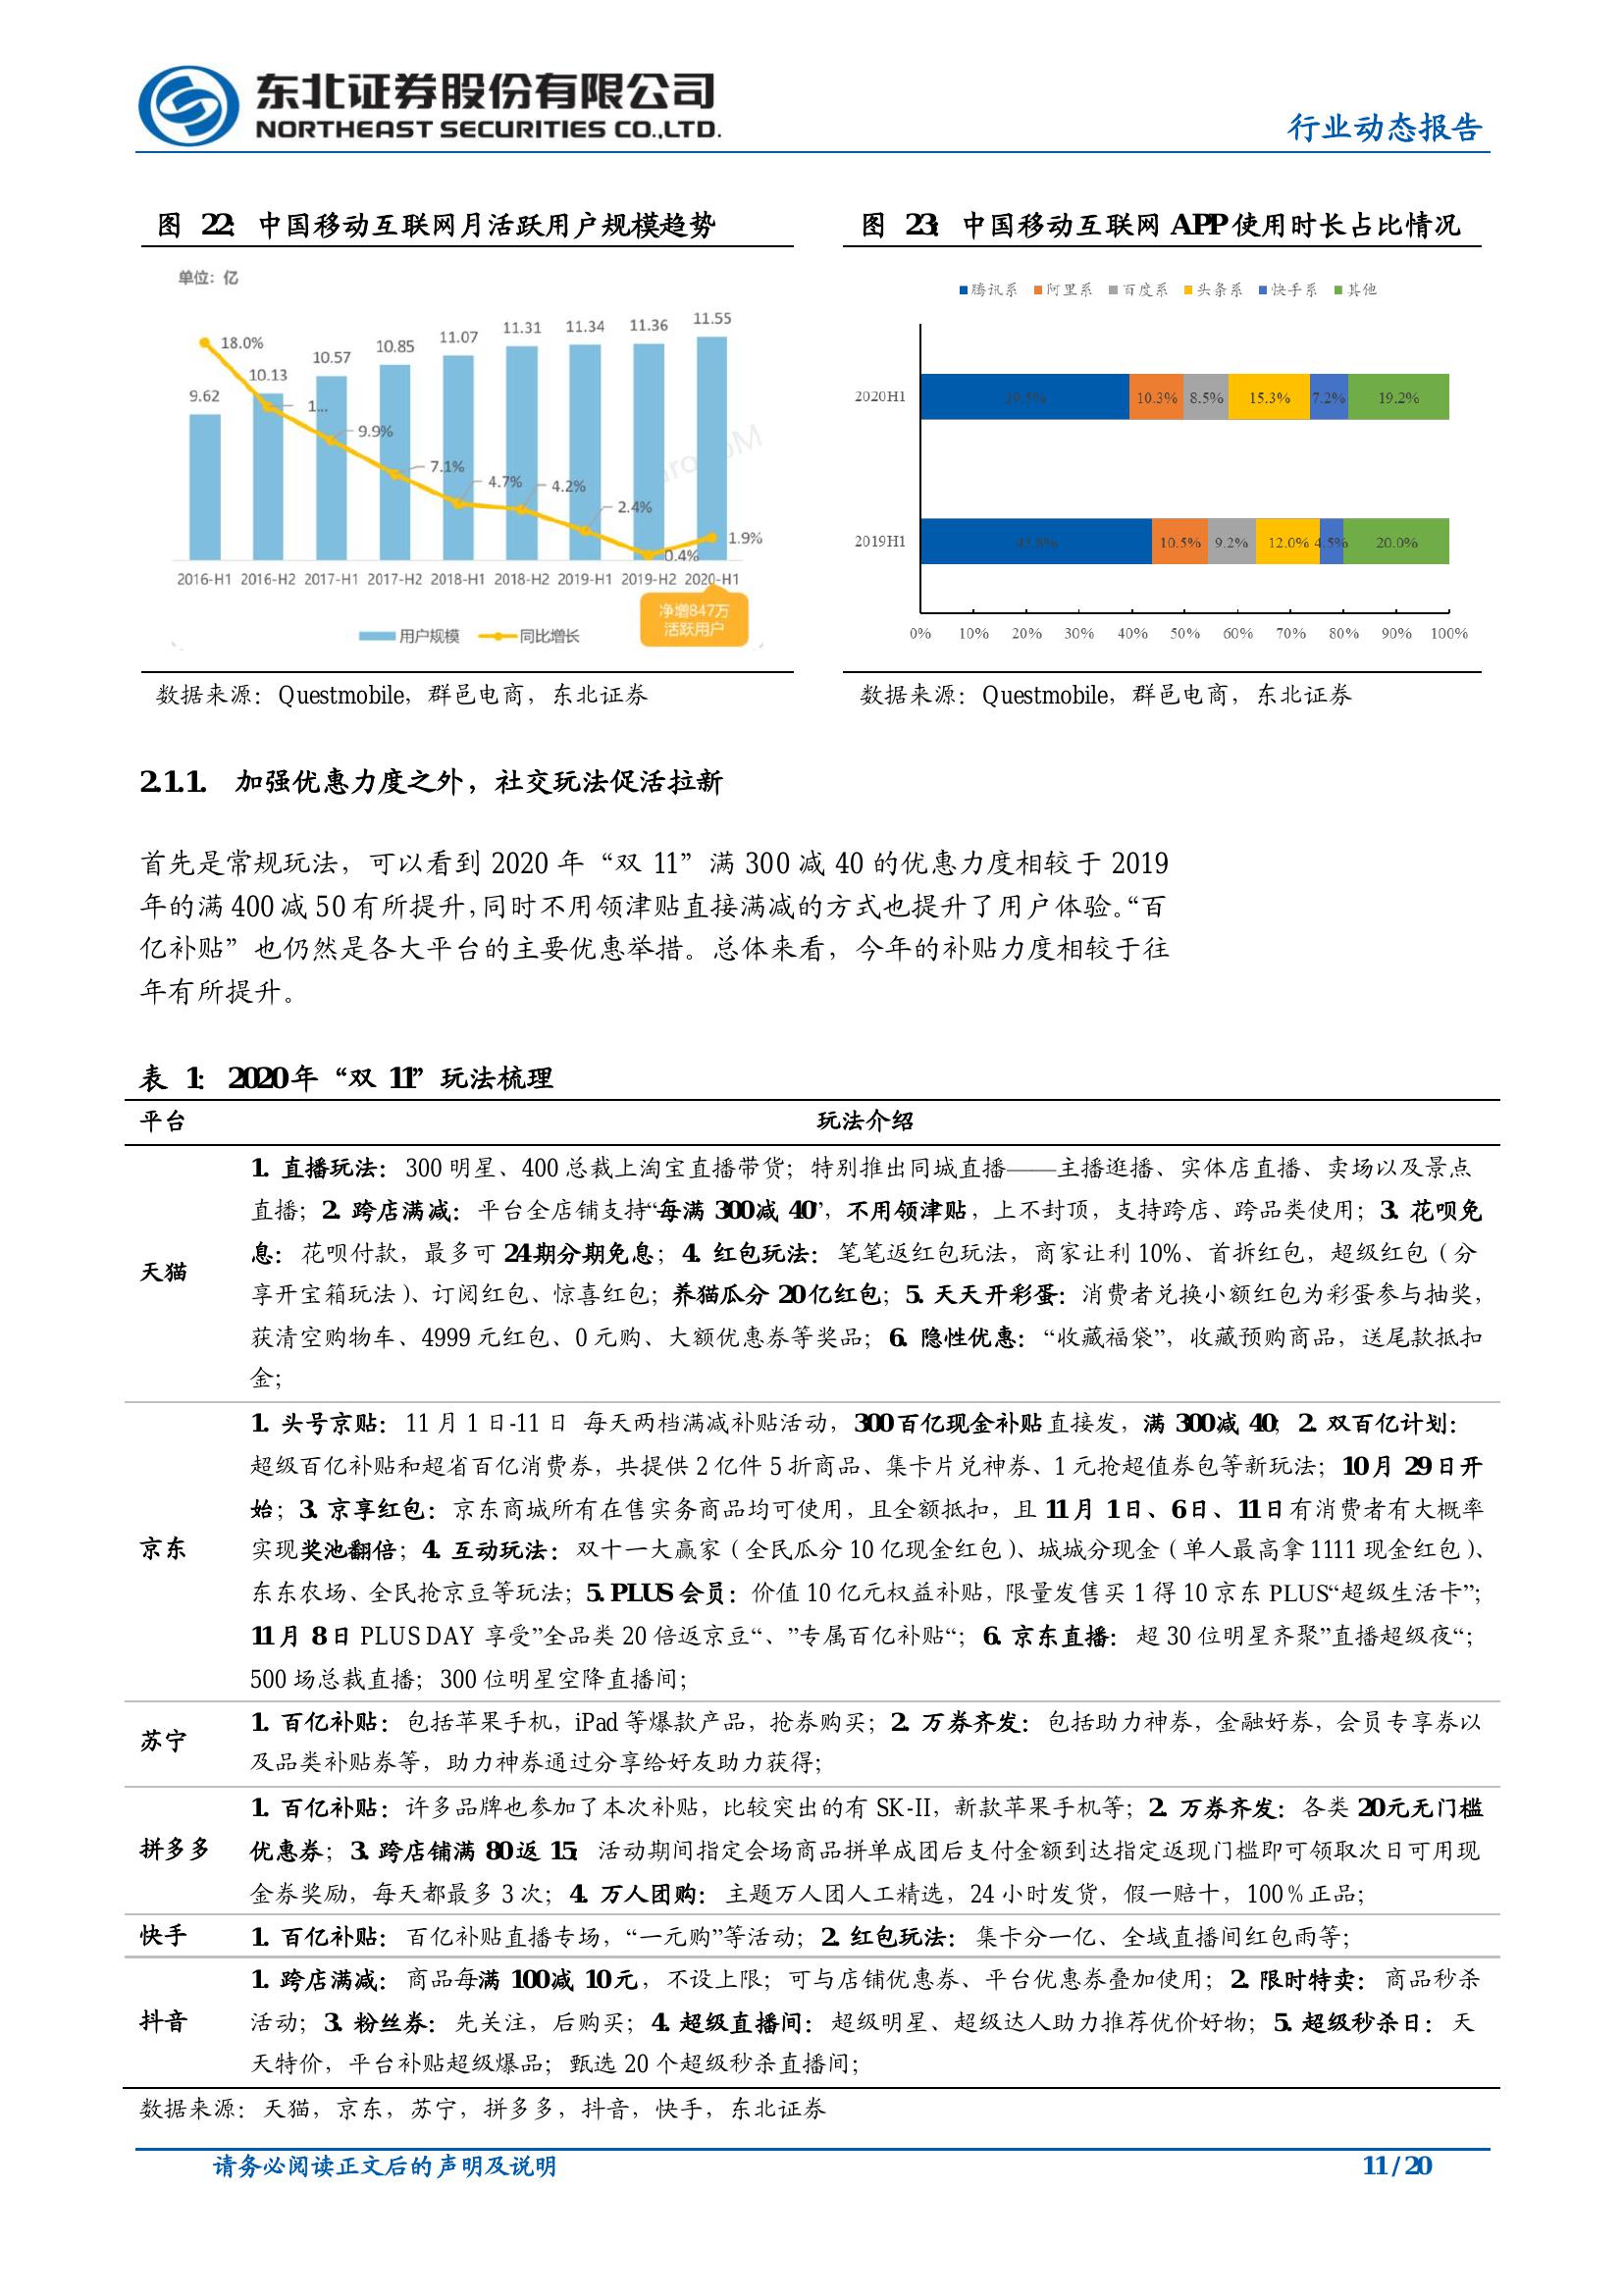 东北证券股份有限公司
NORTHEAST SECURITIES CO.,LTD.
行业动态报告
图 22：中国移动互联网月活跃用户规模趋势
单位：亿
9.62 10.13 10.57 10.85 11.07 11.31 11.34 11.36 11.55
18.0% 1... 9.9% 7.1% 4.7% 4.2% 2.4% 0.4% 1.9%
2016-H1 2016-H2 2017-H1 2017-H2 2018-H1 2018-H2 2019-H1 2019-H2 2020-H1
净增847万
活跃用户
用户规模 同比增长
数据来源：Questmobile，群邑电商，东北证券
图 23：中国移动互联网 APP 使用时长占比情况
腾讯系 阿里系 百度系 头条系 快手系 其他
2020H1 10.3% 8.5% 15.3% 7.2% 19.2%
2019H1 10.5% 9.2% 12.0% 4.5% 20.0%
0% 10% 20% 30% 40% 50% 60% 70% 80% 90% 100%
数据来源：Questmobile，群邑电商，东北证券
2.1.1. 加强优惠力度之外，社交玩法促活拉新
首先是常规玩法，可以看到 2020 年“双 11”满 300 减 40 的优惠力度相较于 2019
年的满 400 减 50 有所提升，同时不用领津贴直接满减的方式也提升了用户体验。“百
亿补贴”也仍然是各大平台的主要优惠举措。总体来看，今年的补贴力度相较于往
年有所提升。
表 1：2020 年“双 11”玩法梳理
平台 玩法介绍
天猫
1. 直播玩法：300 明星、400 总裁上淘宝直播带货；特别推出同城直播——主播逛播、实体店直播、卖场以及景点
直播；2. 跨店满减：平台全店铺支持“每满 300 减 40”，不用领津贴，上不封顶，支持跨店、跨品类使用；3. 花呗免
息：花呗付款，最多可 24 期分期免息；4. 红包玩法：笔笔返红包玩法，商家让利 10%、首拆红包，超级红包（分
享开宝箱玩法）、订阅红包、惊喜红包；养猫瓜分 20 亿红包；5. 天天开彩蛋：消费者兑换小额红包为彩蛋参与抽奖，
获清空购物车、4999 元红包、0 元购、大额优惠券等奖品；6. 隐性优惠：“收藏福袋”，收藏预购商品，送尾款抵扣
金；
京东
1. 头号京贴：11 月 1 日-11 日 每天两档满减补贴活动，300 百亿现金补贴直接发，满 300 减 40；2. 双百亿计划：
超级百亿补贴和超省百亿消费券，共提供 2 亿件 5 折商品、集卡片兑神券、1 元抢超值券包等新玩法；10 月 29 日开
始；3. 京享红包：京东商城所有在售实务商品均可使用，且全额抵扣，且 11 月 1 日、6 日、11 日有消费者有大概率
实现奖池翻倍；4. 互动玩法：双十一大赢家（全民瓜分 10 亿现金红包）、城城分现金（单人最高拿 1111 现金红包）、
东东农场、全民抢京豆等玩法；5. PLUS 会员：价值 10 亿元权益补贴，限量发售买 1 得 10 京东 PLUS“超级生活卡”；
11 月 8 日 PLUS DAY 享受”全品类 20 倍返京豆“、”专属百亿补贴“；6. 京东直播：超 30 位明星齐聚”直播超级夜“；
500 场总裁直播；300 位明星空降直播间；
苏宁
1. 百亿补贴：包括苹果手机，iPad 等爆款产品，抢券购买；2. 万券齐发：包括助力神券，金融好券，会员专享券以
及品类补贴券等，助力神券通过分享给好友助力获得；
拼多多
1. 百亿补贴：许多品牌也参加了本次补贴，比较突出的有 SK-II，新款苹果手机等；2. 万券齐发：各类 20 元无门槛
优惠券；3. 跨店铺满 80 返 15：活动期间指定会场商品拼单成团后支付金额到达指定返现门槛即可领取次日可用现
金券奖励，每天都最多 3 次；4. 万人团购：主题万人团人工精选，24 小时发货，假一赔十，100%正品；
快手
1. 百亿补贴：百亿补贴直播专场，“一元购”等活动；2. 红包玩法：集卡分一亿、全域直播间红包雨等；
抖音
1. 跨店满减：商品每满 100 减 10 元，不设上限；可与店铺优惠券、平台优惠券叠加使用；2. 限时特卖：商品秒杀
活动；3. 粉丝券：先关注，后购买；4. 超级直播间：超级明星、超级达人助力推荐优价好物；5. 超级秒杀日：天
天特价，平台补贴超级爆品；甄选 20 个超级秒杀直播间；
数据来源：天猫，京东，苏宁，拼多多，抖音，快手，东北证券
请务必阅读正文后的声明及说明
11 / 20